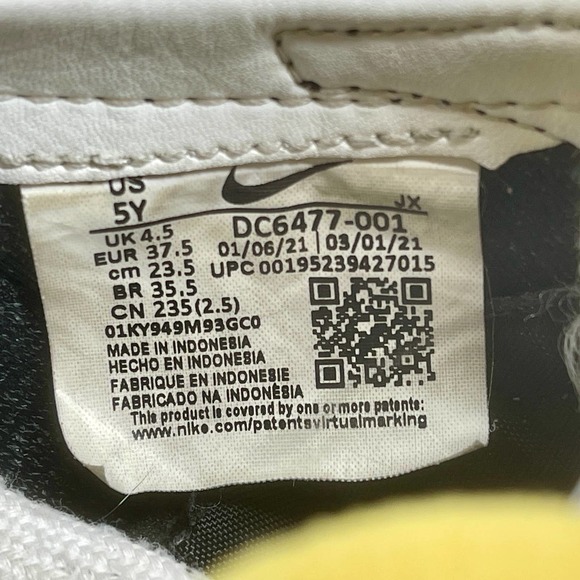 US
5Y
JX
UK 4.5
EUR 37.5
cm 23.5
BR 35.5
CN 235(2.5)
DC6477-001
01/06/21 | 03/01/21
UPC 00195239427015
01KY949M93GC0
MADE IN INDONESIA
HECHO EN INDONESIA
FABRIQUE EN INDONESIE
FABRICADO NA INDONESIA
This product is covered by one or more patents:
www.nike.com/patentsvirtualmarking